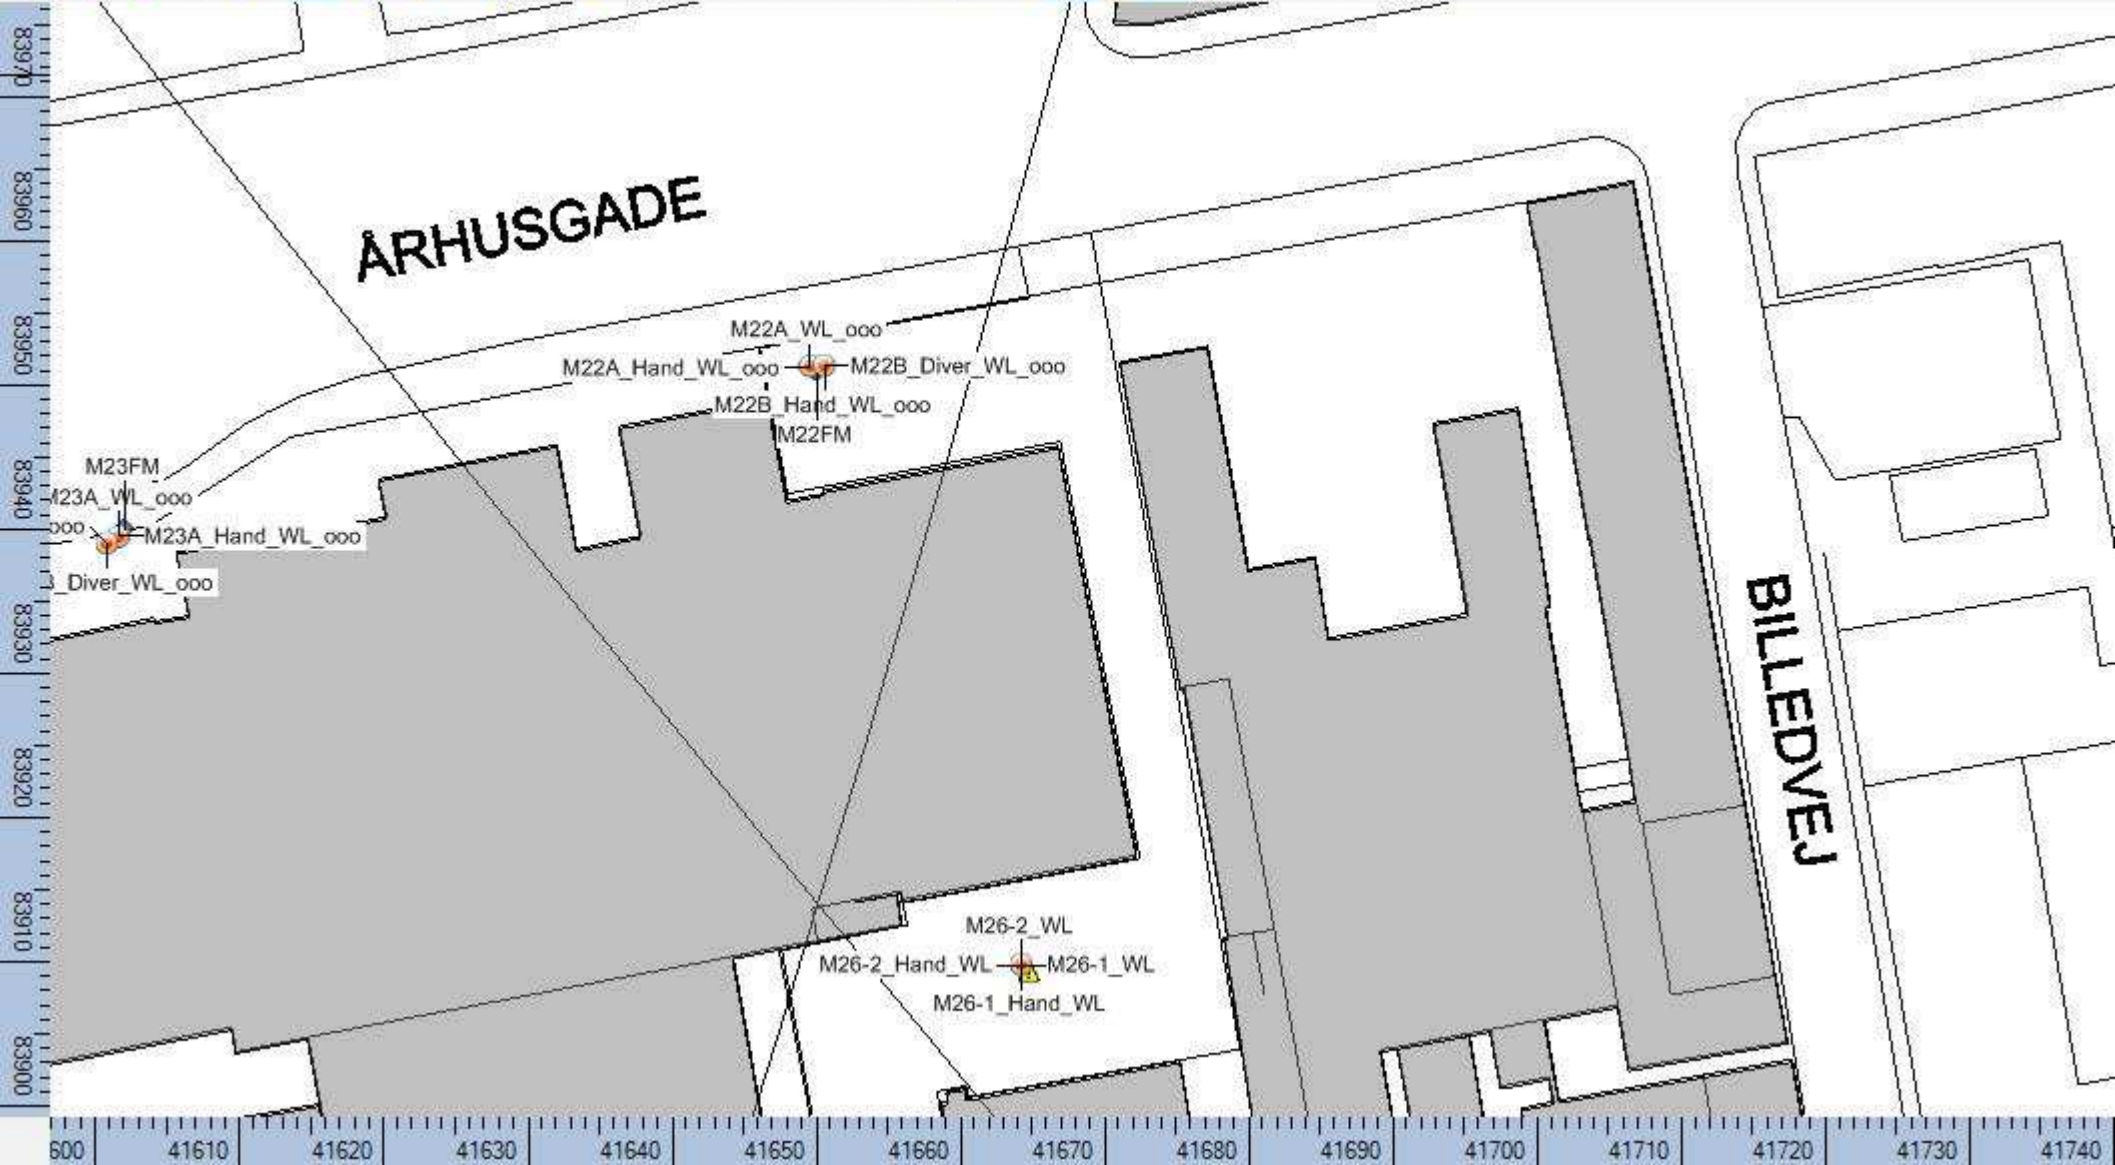 83970
83960
83950
83940
83930
83920
83910
83900
ÅRHUSGADE
M22A_WL_ooo
M22A_Hand_WL_ooo
M22B_Diver_WL_ooo
M22B_Hand_WL_ooo
M22FM
M23FM
M23A_WL_ooo
ooo
M23A_Hand_WL_ooo
_Diver_WL_ooo
BILLEDVEJ
M26-2_WL
M26-2_Hand_WL
M26-1_WL
M26-1_Hand_WL
600 41610 41620 41630 41640 41650 41660 41670 41680 41690 41700 41710 41720 41730 41740